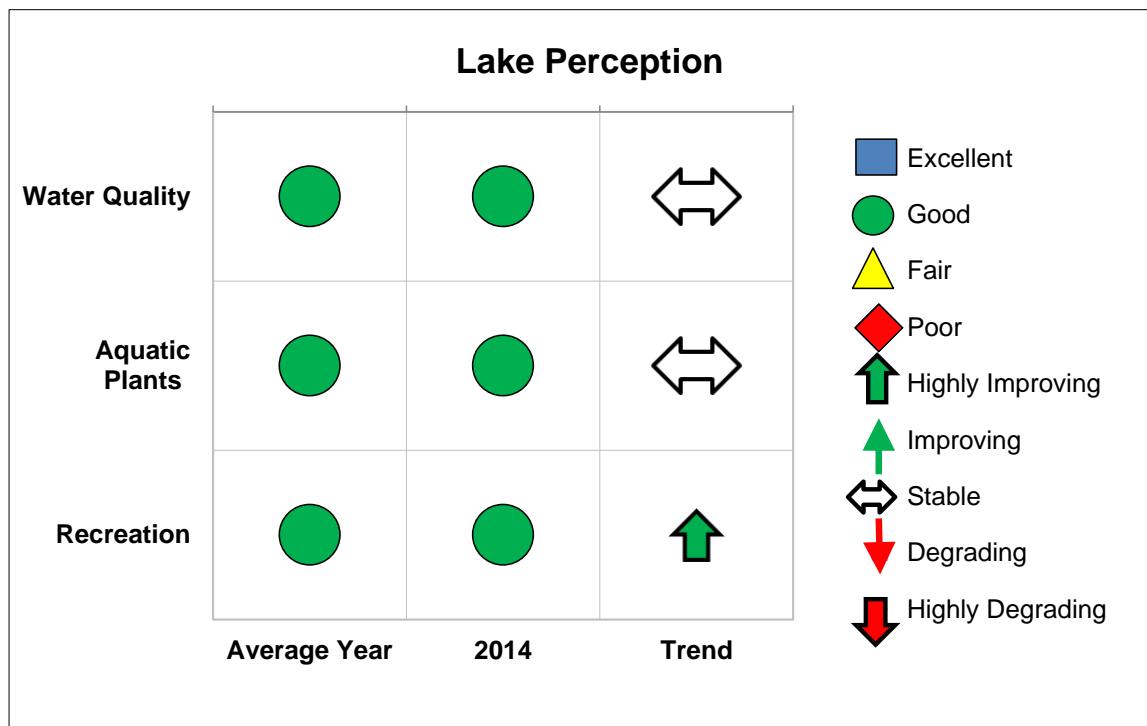 Lake Perception
Water Quality
Aquatic
Plants
Recreation
Average Year
2014
Trend
Excellent
Good
Fair
Poor
Highly Improving
Improving
Stable
Degrading
Highly Degrading